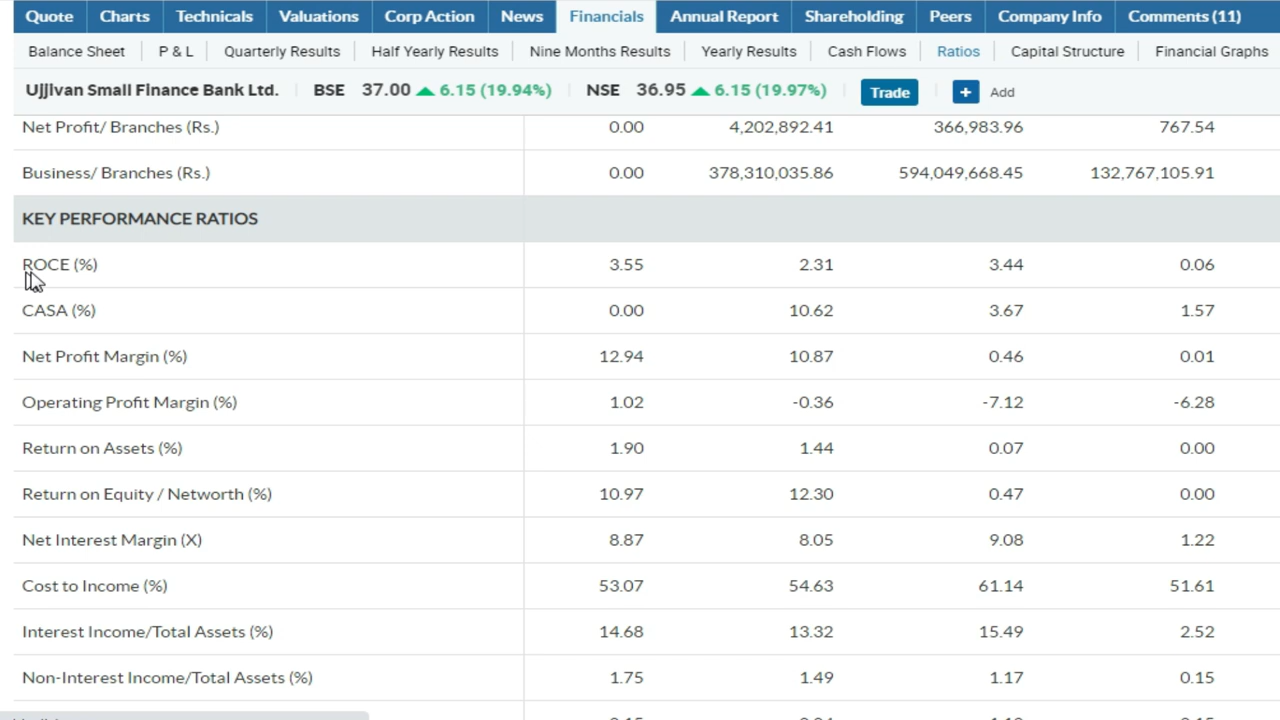 Quote Charts Technicals Valuations Corp Action News Financials Annual Report Shareholding Peers Company Info Comments (11)
Balance Sheet P & L Quarterly Results Half Yearly Results Nine Months Results Yearly Results Cash Flows Ratios Capital Structure Financial Graphs
Ujjivan Small Finance Bank Ltd. BSE 37.00 6.15 (19.94%) NSE 36.95 6.15 (19.97%) Trade + Add
Net Profit/ Branches (Rs.) 0.00 4,202,892.41 366,983.96 767.54
Business/ Branches (Rs.) 0.00 378,310,035.86 594,049,668.45 132,767,105.91
KEY PERFORMANCE RATIOS
ROCE (%) 3.55 2.31 3.44 0.06
CASA (%) 0.00 10.62 3.67 1.57
Net Profit Margin (%) 12.94 10.87 0.46 0.01
Operating Profit Margin (%) 1.02 -0.36 -7.12 -6.28
Return on Assets (%) 1.90 1.44 0.07 0.00
Return on Equity / Networth (%) 10.97 12.30 0.47 0.00
Net Interest Margin (X) 8.87 8.05 9.08 1.22
Cost to Income (%) 53.07 54.63 61.14 51.61
Interest Income/Total Assets (%) 14.68 13.32 15.49 2.52
Non-Interest Income/Total Assets (%) 1.75 1.49 1.17 0.15